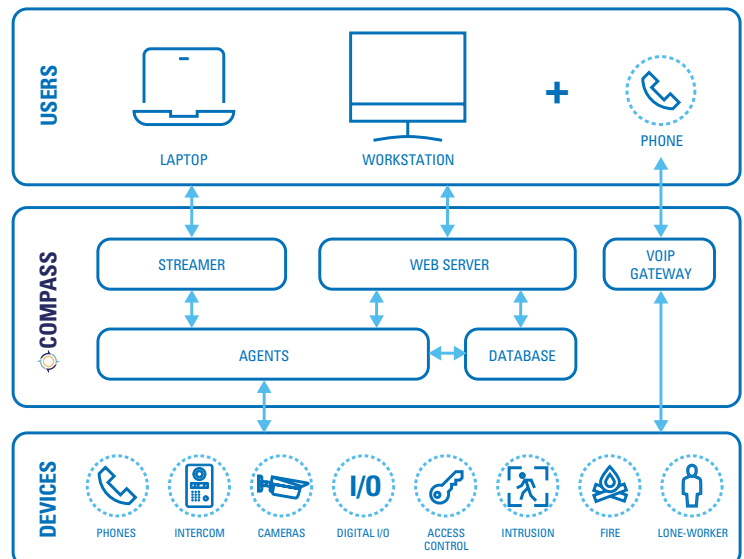 USERS
LAPTOP
WORKSTATION
+
PHONE
COMPASS
STREAMER
WEB SERVER
VOIP
GATEWAY
AGENTS
DATABASE
DEVICES
I/O
PHONES
INTERCOM
CAMERAS
DIGITAL I/O
ACCESS
CONTROL
INTRUSION
FIRE
LONE-WORKER